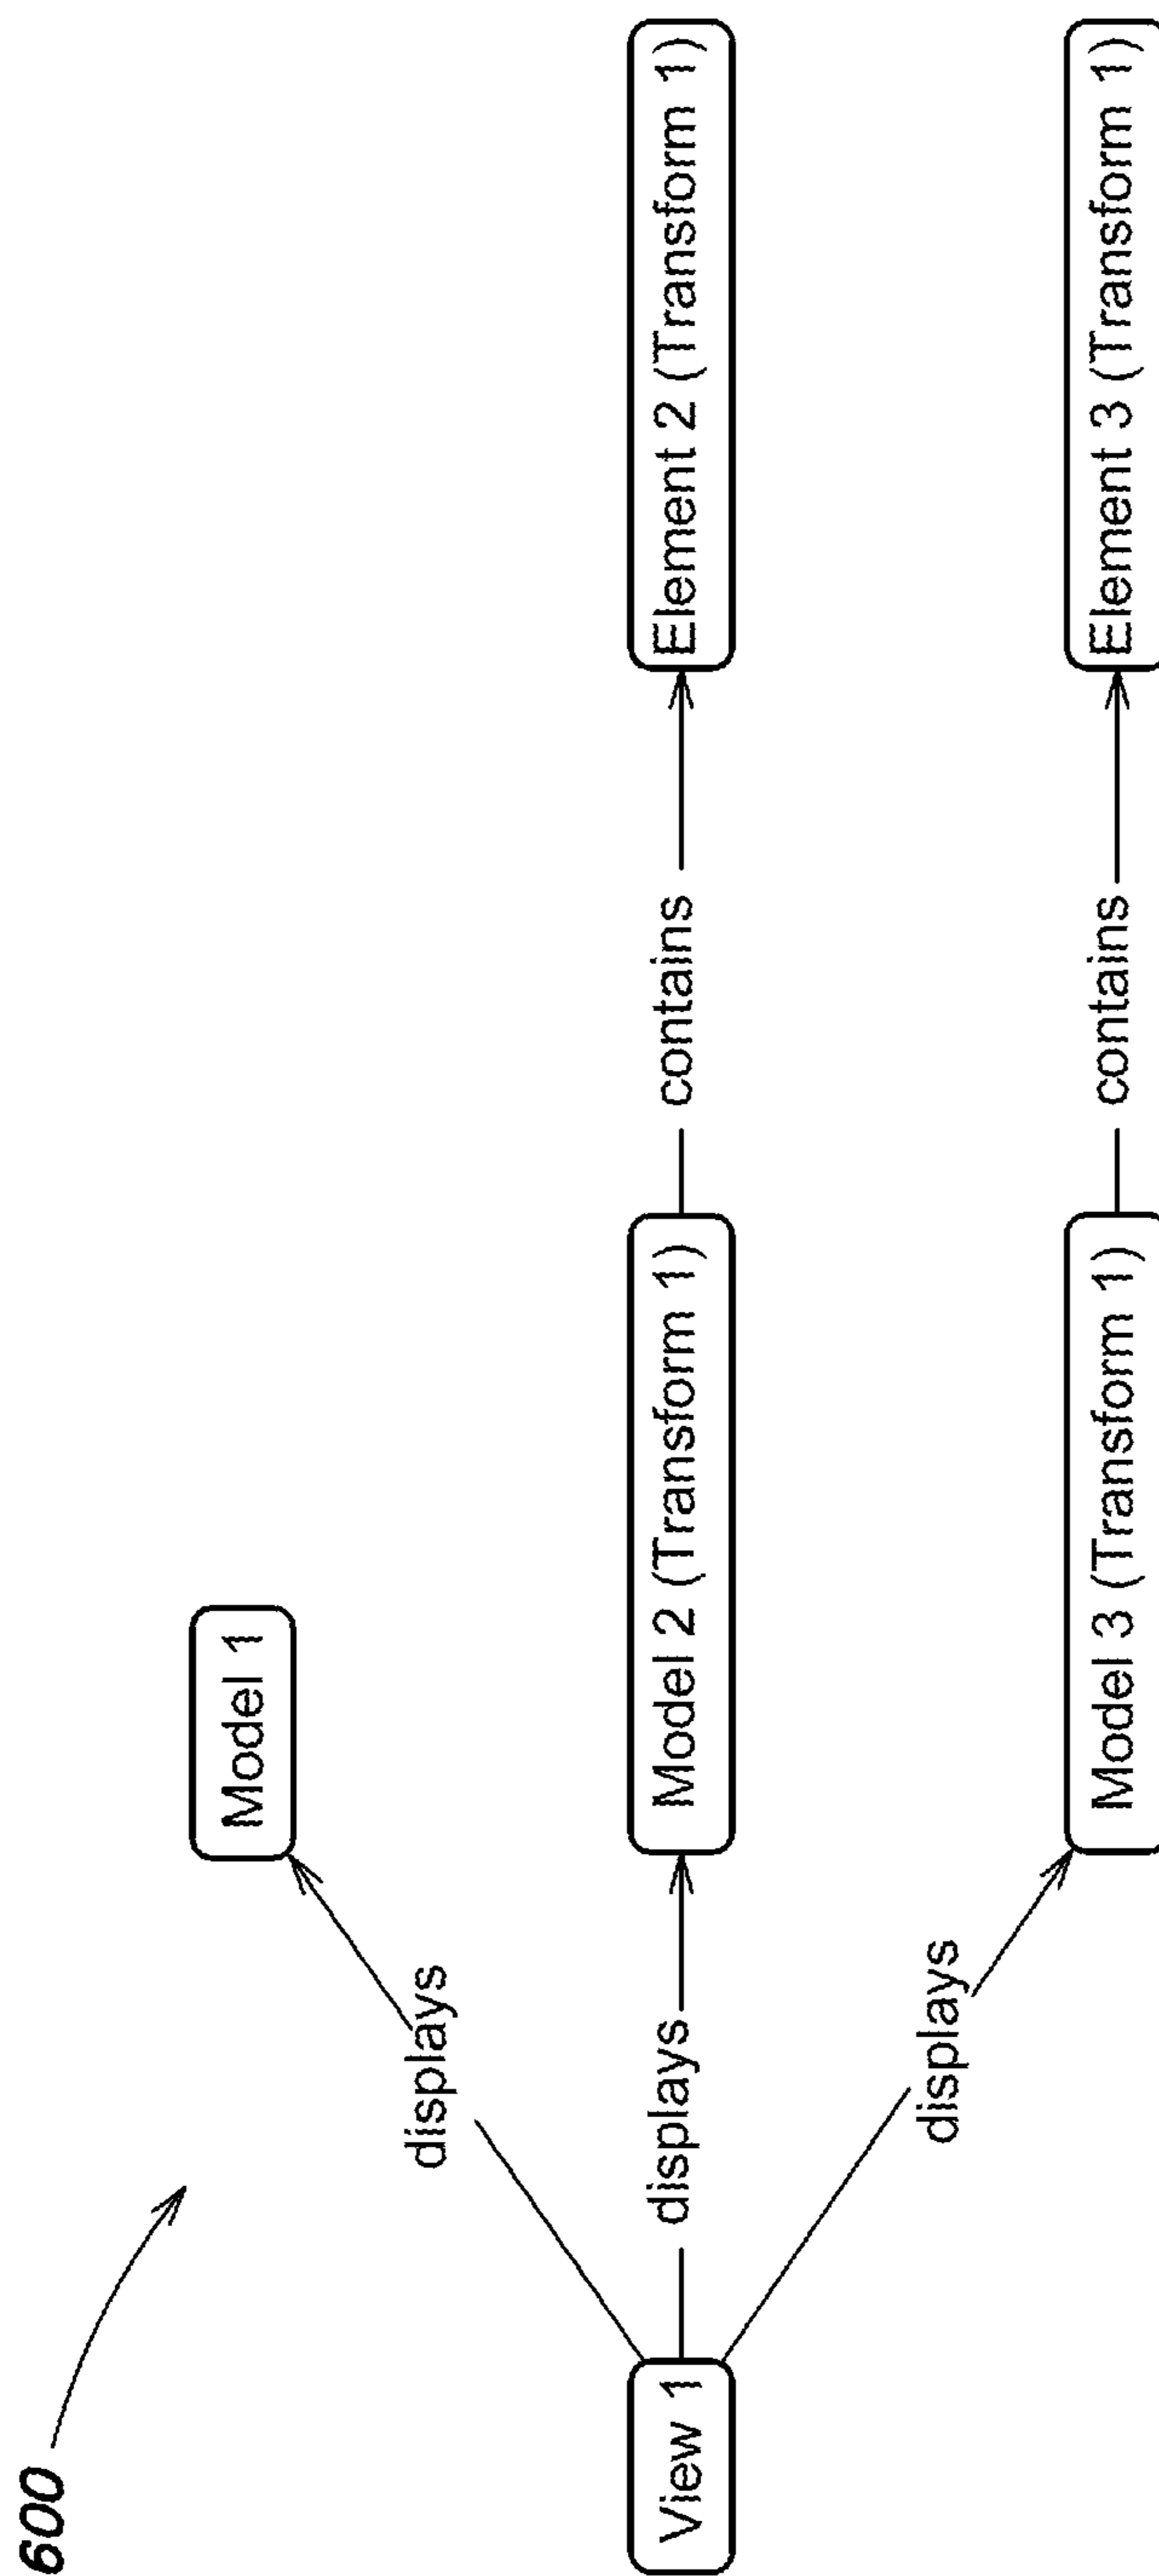 600
Model 1
displays
View 1
displays
Model 2 (Transform 1)
contains
Element 2 (Transform 1)
displays
Model 3 (Transform 1)
contains
Element 3 (Transform 1)